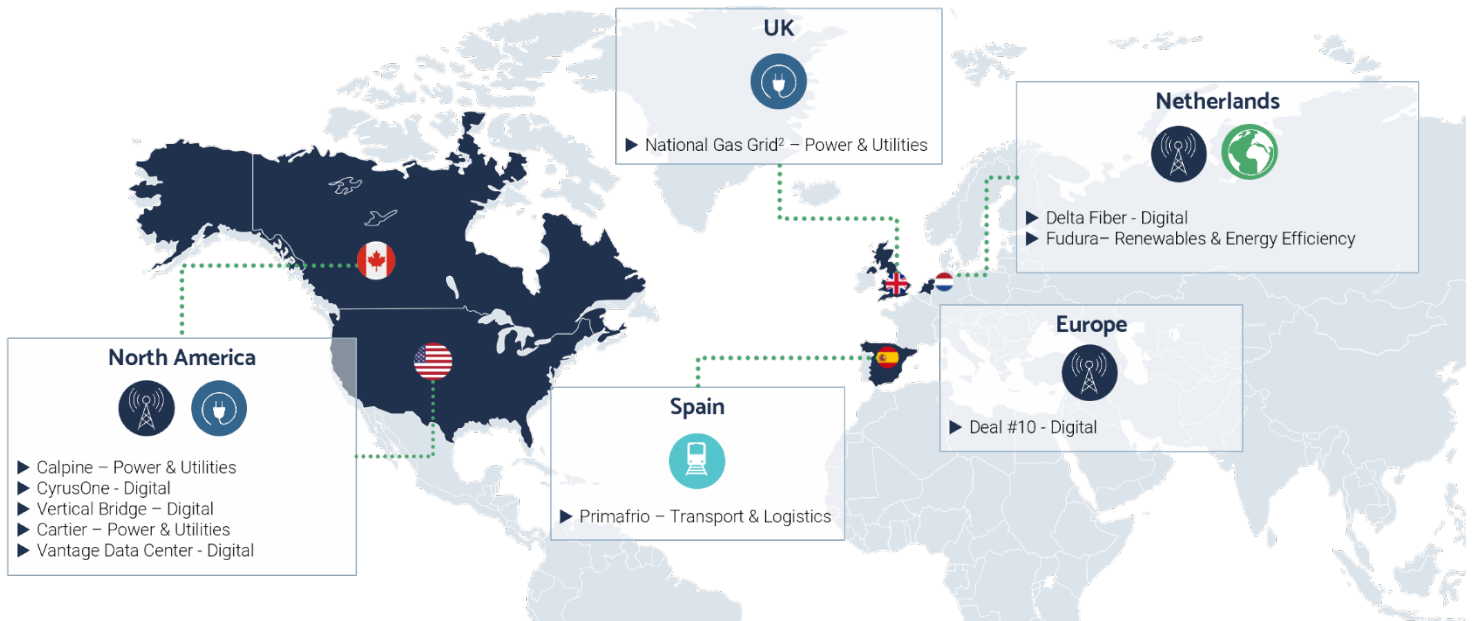 UK
▶ National Gas Grid² – Power & Utilities
Netherlands
▶ Delta Fiber - Digital
▶ Fudura– Renewables & Energy Efficiency
North America
▶ Calpine – Power & Utilities
▶ CyrusOne - Digital
▶ Vertical Bridge – Digital
▶ Cartier – Power & Utilities
▶ Vantage Data Center - Digital
Spain
▶ Primafrio – Transport & Logistics
Europe
▶ Deal #10 - Digital